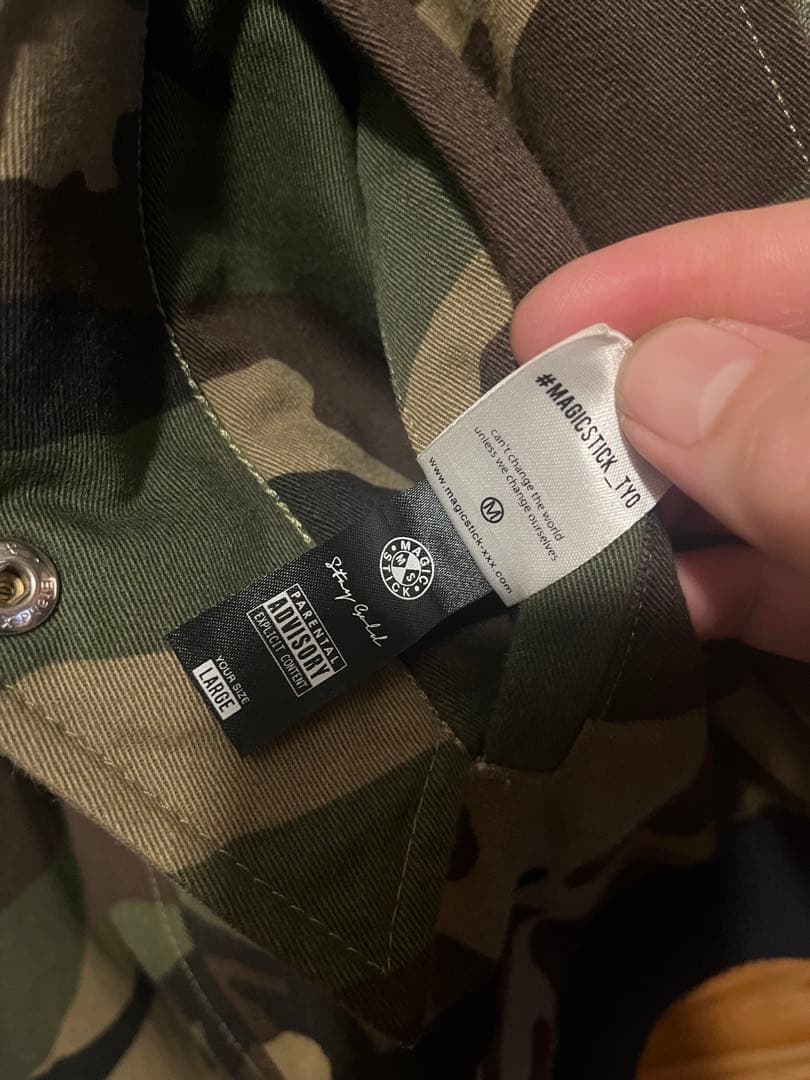 #MAGICSTICK_TYO
can't change the world
unless we change ourselves
M
www.magicstick-xxx.com
MAGIC
MS
STICK
Stay Gold
PARENTAL
ADVISORY
EXPLICIT CONTENT
YOUR SIZE
LARGE